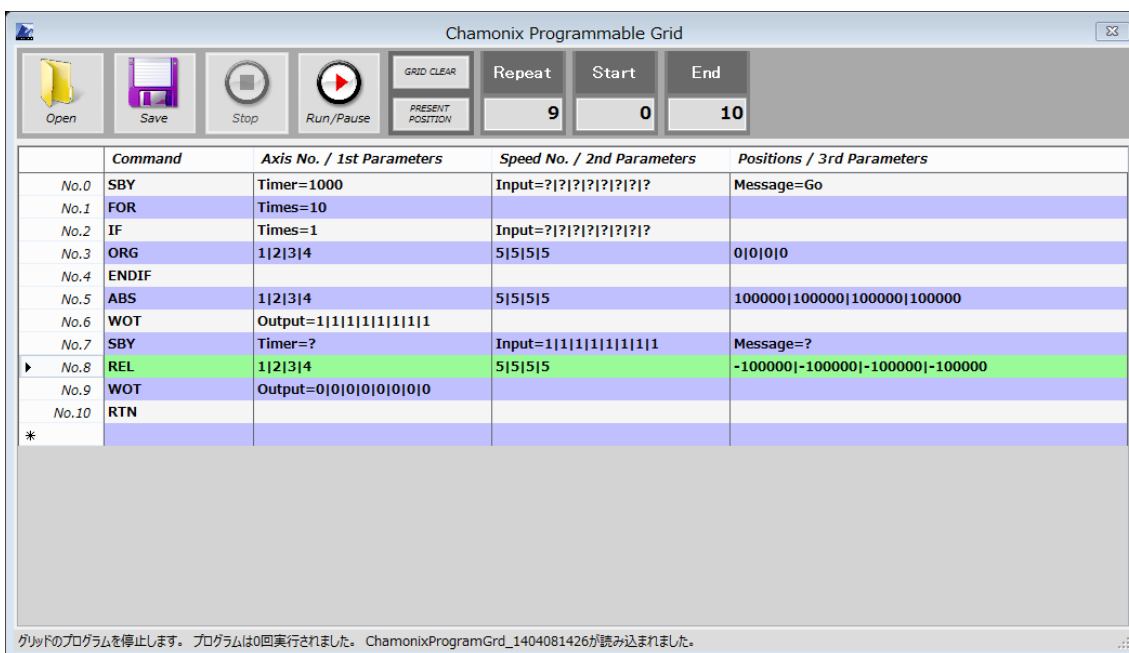 Chamonix Programmable Grid
Open
Save
Stop
Run/Pause
GRID CLEAR
PRESENT
POSITION
Repeat Start End
9 0 10
Command Axis No. / 1st Parameters Speed No. / 2nd Parameters Positions / 3rd Parameters
No.0 SBY Timer=1000 Input=?|?|?|?|?|?|?|? Message=Go
No.1 FOR Times=10
No.2 IF Times=1 Input=?|?|?|?|?|?|?|?
No.3 ORG 1|2|3|4 5|5|5|5 0|0|0|0
No.4 ENDIF
No.5 ABS 1|2|3|4 5|5|5|5 100000|100000|100000|100000
No.6 WOT Output=1|1|1|1|1|1|1|1
No.7 SBY Timer=? Input=1|1|1|1|1|1|1|1 Message=?
No.8 REL 1|2|3|4 5|5|5|5 -100000|-100000|-100000|-100000
No.9 WOT Output=0|0|0|0|0|0|0|0
No.10 RTN
グリッドのプログラムを停止します。 プログラムは0回実行されました。 ChamonixProgramGrd_1404081426が読み込まれました。